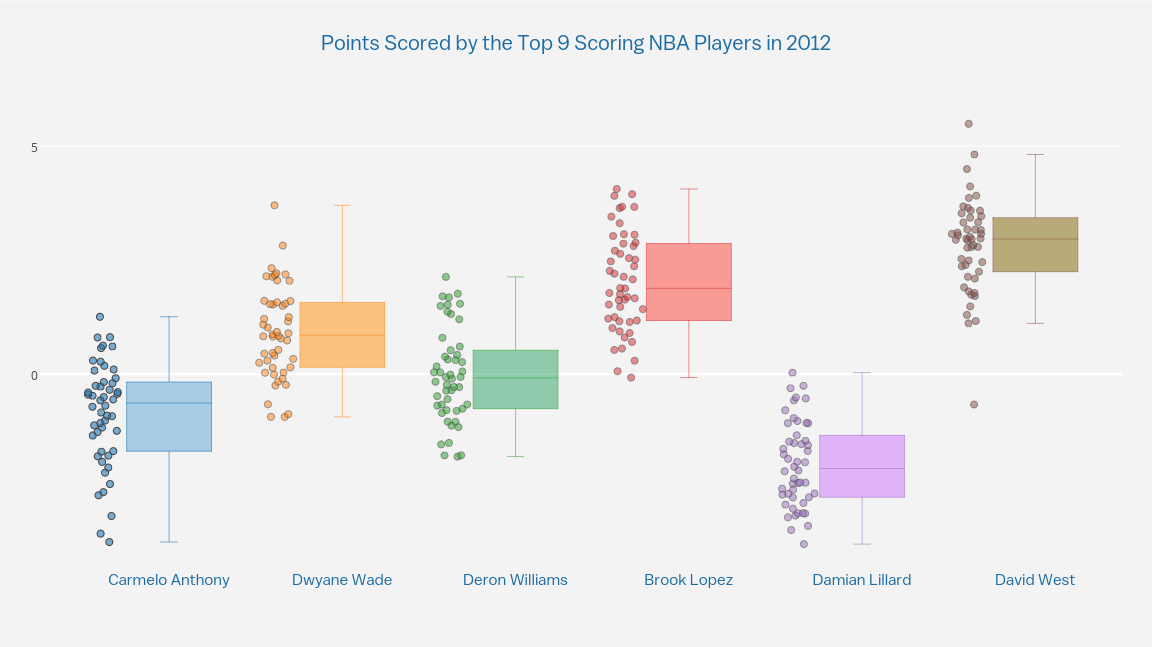 Points Scored by the Top 9 Scoring NBA Players in 2012
5
0
Carmelo Anthony Dwyane Wade Deron Williams Brook Lopez Damian Lillard David West